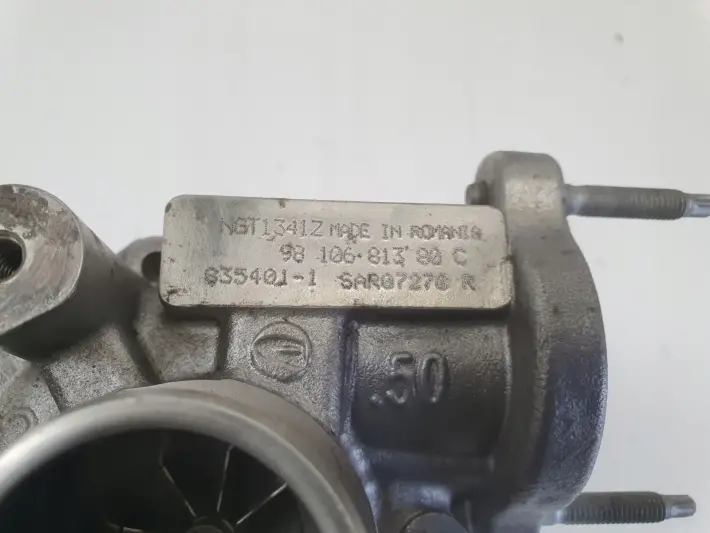 NGT1341Z MADE IN ROMANIA
98 106 813 80 C
835401-1 SAR07270 R
.50